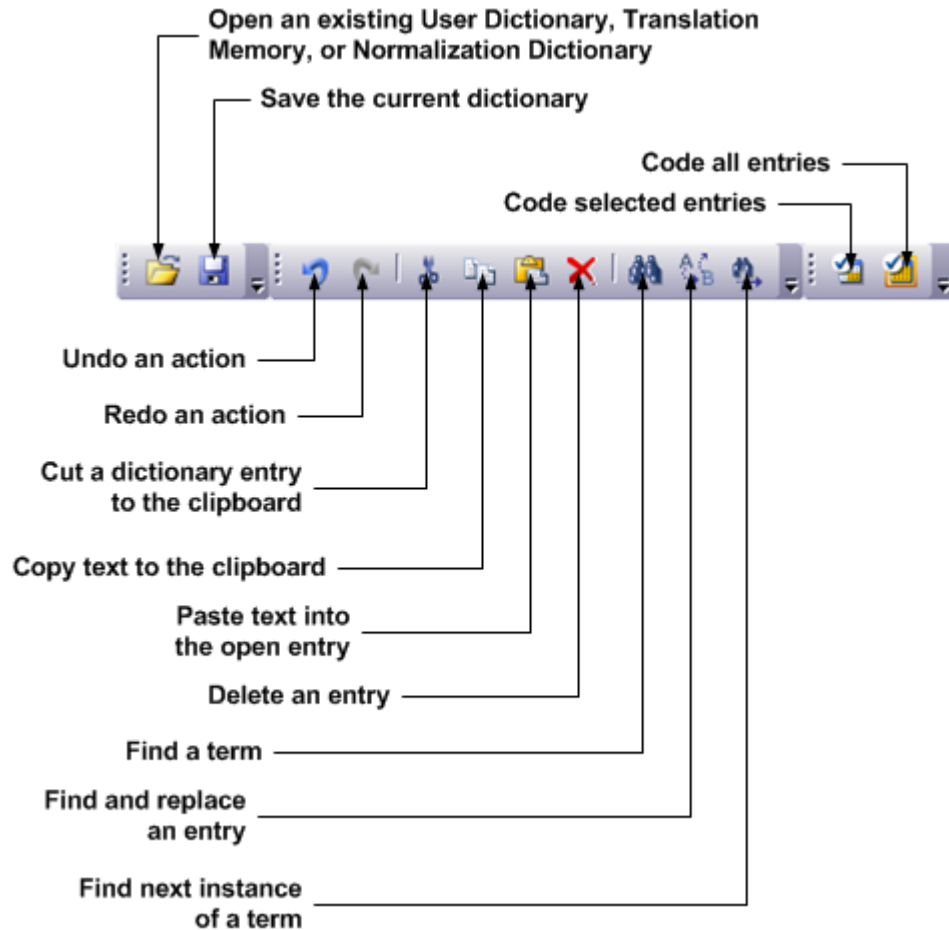 Open an existing User Dictionary, Translation
Memory, or Normalization Dictionary
Save the current dictionary
Code all entries
Code selected entries
A
B
Undo an action
Redo an action
Cut a dictionary entry
to the clipboard
Copy text to the clipboard
Paste text into
the open entry
Delete an entry
Find a term
Find and replace
an entry
Find next instance
of a term